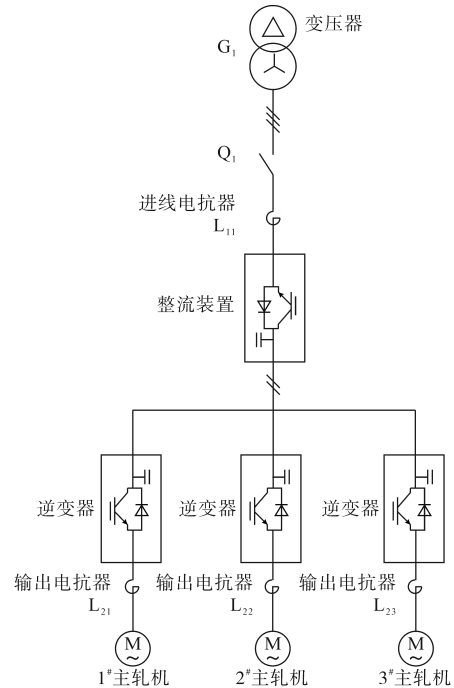 变压器
G₁
Q₁
进线电抗器
L₁₁
整流装置
逆变器 逆变器 逆变器
输出电抗器 输出电抗器 输出电抗器
L₂₁ L₂₂ L₂₃
M M M
~ ~ ~
1#主轧机 2#主轧机 3#主轧机